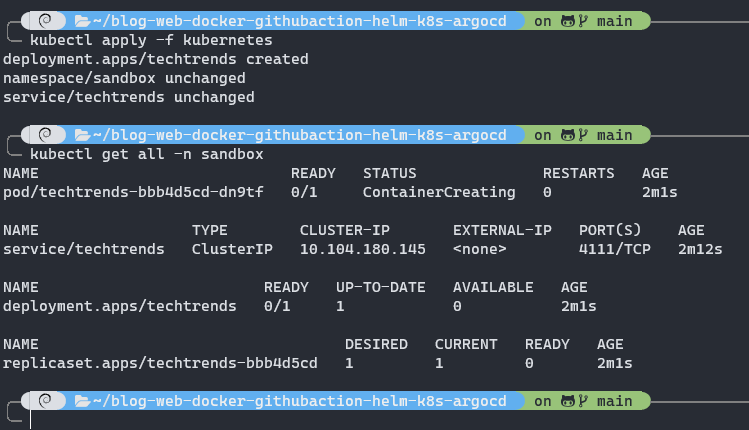 ~/blog-web-docker-githubaction-helm-k8s-argocd on main
kubectl apply -f kubernetes
deployment.apps/techtrends created
namespace/sandbox unchanged
service/techtrends unchanged
~/blog-web-docker-githubaction-helm-k8s-argocd on main
kubectl get all -n sandbox
NAME READY STATUS RESTARTS AGE
pod/techtrends-bbb4d5cd-dn9tf 0/1 ContainerCreating 0 2m1s
NAME TYPE CLUSTER-IP EXTERNAL-IP PORT(S) AGE
service/techtrends ClusterIP 10.104.180.145 <none> 4111/TCP 2m12s
NAME READY UP-TO-DATE AVAILABLE AGE
deployment.apps/techtrends 0/1 1 0 2m1s
NAME DESIRED CURRENT READY AGE
replicaset.apps/techtrends-bbb4d5cd 1 1 0 2m1s
~/blog-web-docker-githubaction-helm-k8s-argocd on main